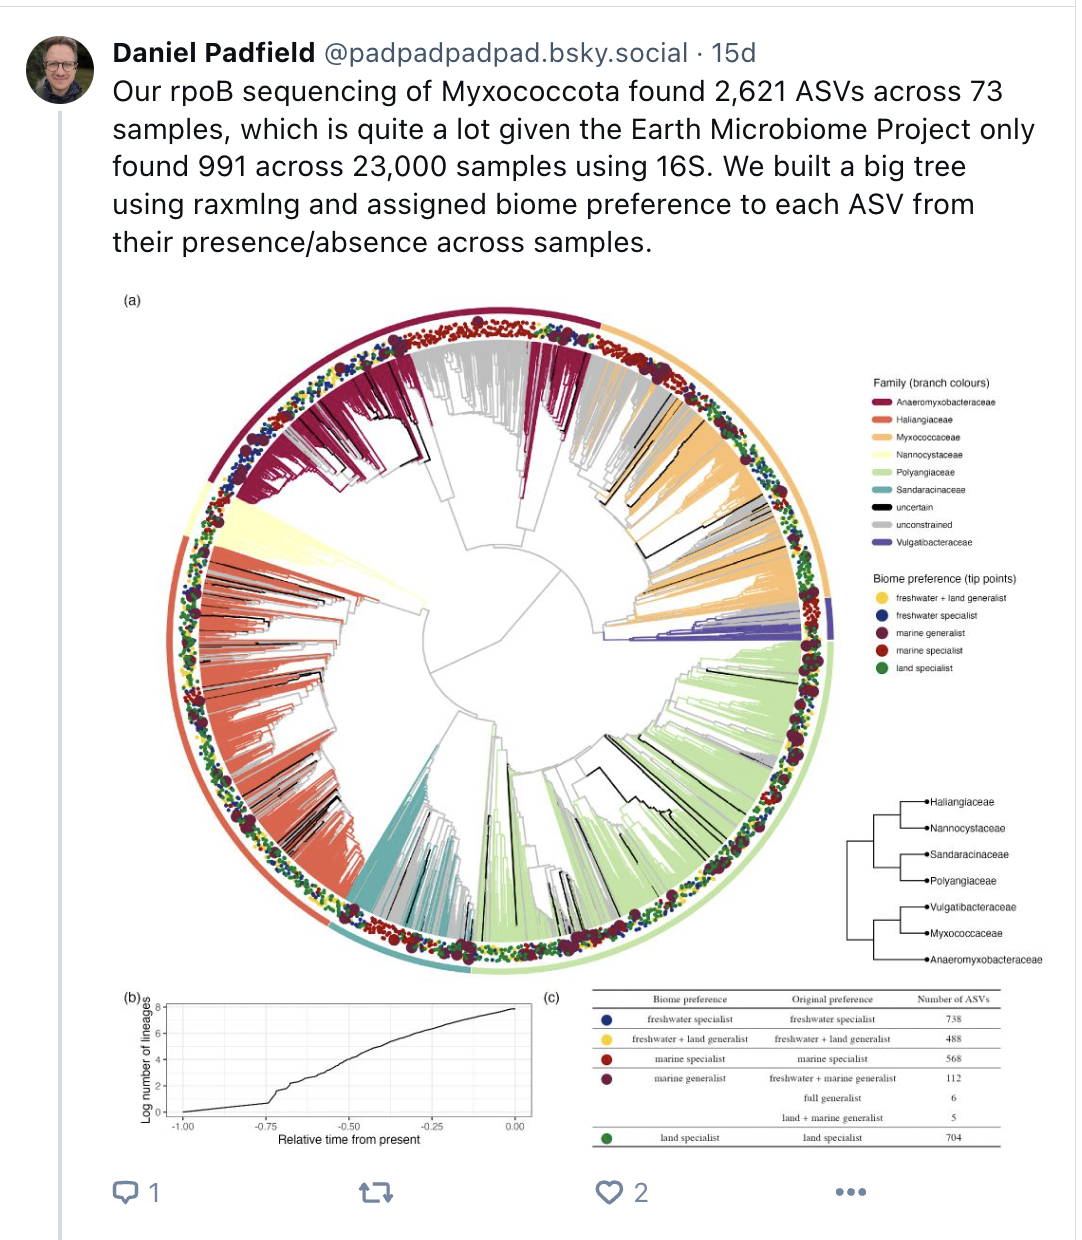 Daniel Padfield @padpadpadpad.bsky.social · 15d
Our rpoB sequencing of Myxococcota found 2,621 ASVs across 73
samples, which is quite a lot given the Earth Microbiome Project only
found 991 across 23,000 samples using 16S. We built a big tree
using raxmlng and assigned biome preference to each ASV from
their presence/absence across samples.
(a)
Family (branch colours)
Anaeromyxobacteraceae
Haliangiaceae
Myxococcaceae
Nannocystaceae
Polyangiaceae
Sandaracinaceae
uncertain
unconstrained
Vulgatibacteraceae
Biome preference (tip points)
freshwater + land generalist
freshwater specialist
marine generalist
marine specialist
land specialist
Haliangiaceae
Nannocystaceae
Sandaracinaceae
Polyangiaceae
Vulgatibacteraceae
Myxococcaceae
Anaeromyxobacteraceae
(b)
Log number of lineages
8
6
4
2
0
-1.00 -0.75 -0.50 -0.25 0.00
Relative time from present
(c)
Biome preference Original preference Number of ASVs
freshwater specialist freshwater specialist 738
freshwater + land generalist freshwater + land generalist 488
marine specialist marine specialist 568
marine generalist freshwater + marine generalist 112
full generalist 6
land + marine generalist 5
land specialist land specialist 704
1 2